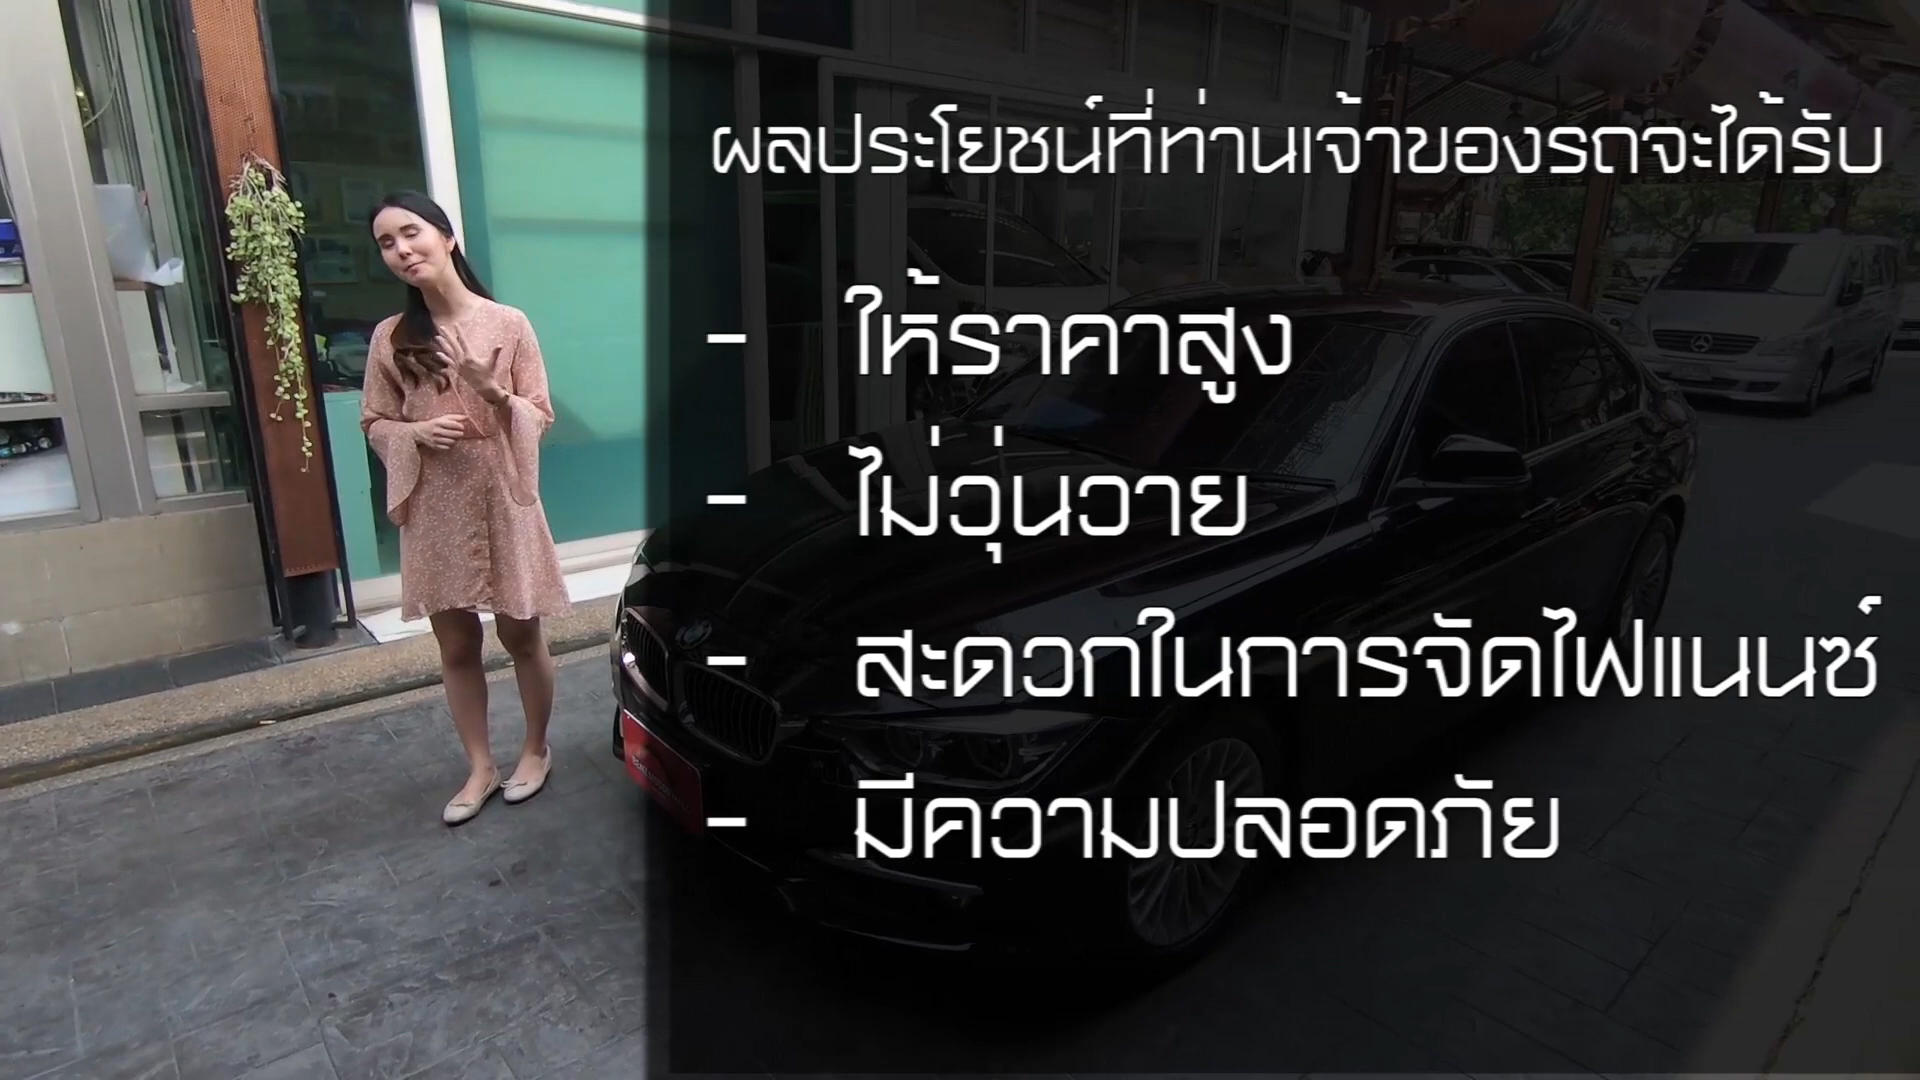 ผลประโยชน์ที่ท่านเจ้าของรถจะได้รับ
- ให้ราคาสูง
- ไม่วุ่นวาย
- สะดวกในการจัดไฟแนนซ์
- มีความปลอดภัย